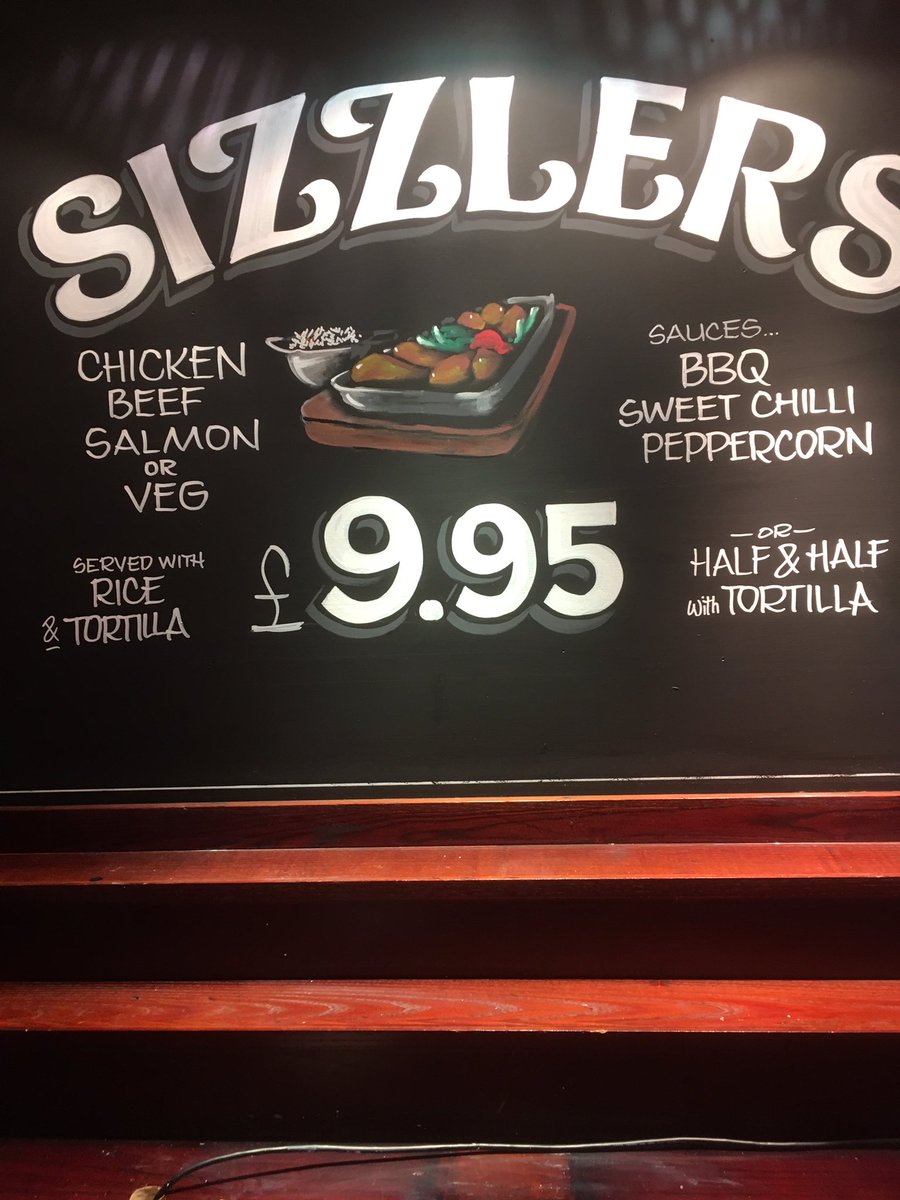 SIZZLERS
CHICKEN
BEEF
SALMON
OR
VEG
SERVED WITH
RICE
& TORTILLA
£9.95
SAUCES...
BBQ
SWEET CHILLI
PEPPERCORN
-OR-
HALF & HALF
with TORTILLA